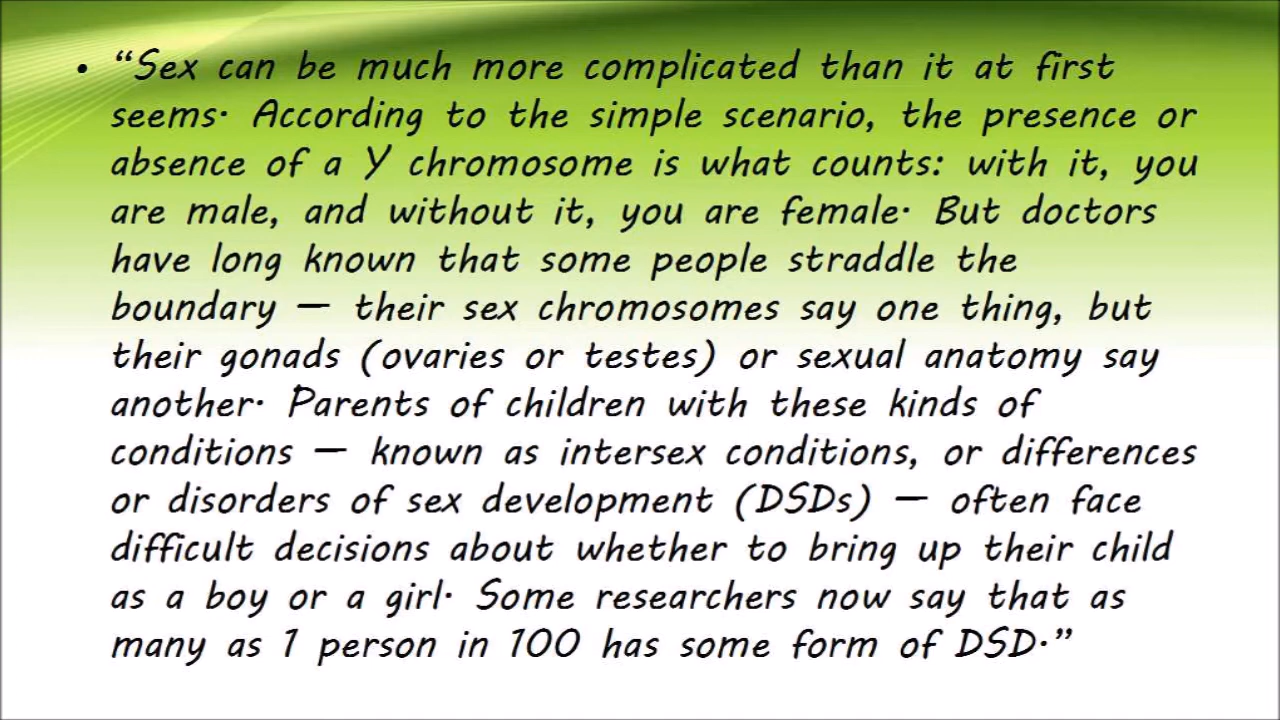 • “Sex can be much more complicated than it at first
seems. According to the simple scenario, the presence or
absence of a Y chromosome is what counts: with it, you
are male, and without it, you are female. But doctors
have long known that some people straddle the
boundary — their sex chromosomes say one thing, but
their gonads (ovaries or testes) or sexual anatomy say
another. Parents of children with these kinds of
conditions — known as intersex conditions, or differences
or disorders of sex development (DSDs) — often face
difficult decisions about whether to bring up their child
as a boy or a girl. Some researchers now say that as
many as 1 person in 100 has some form of DSD.”